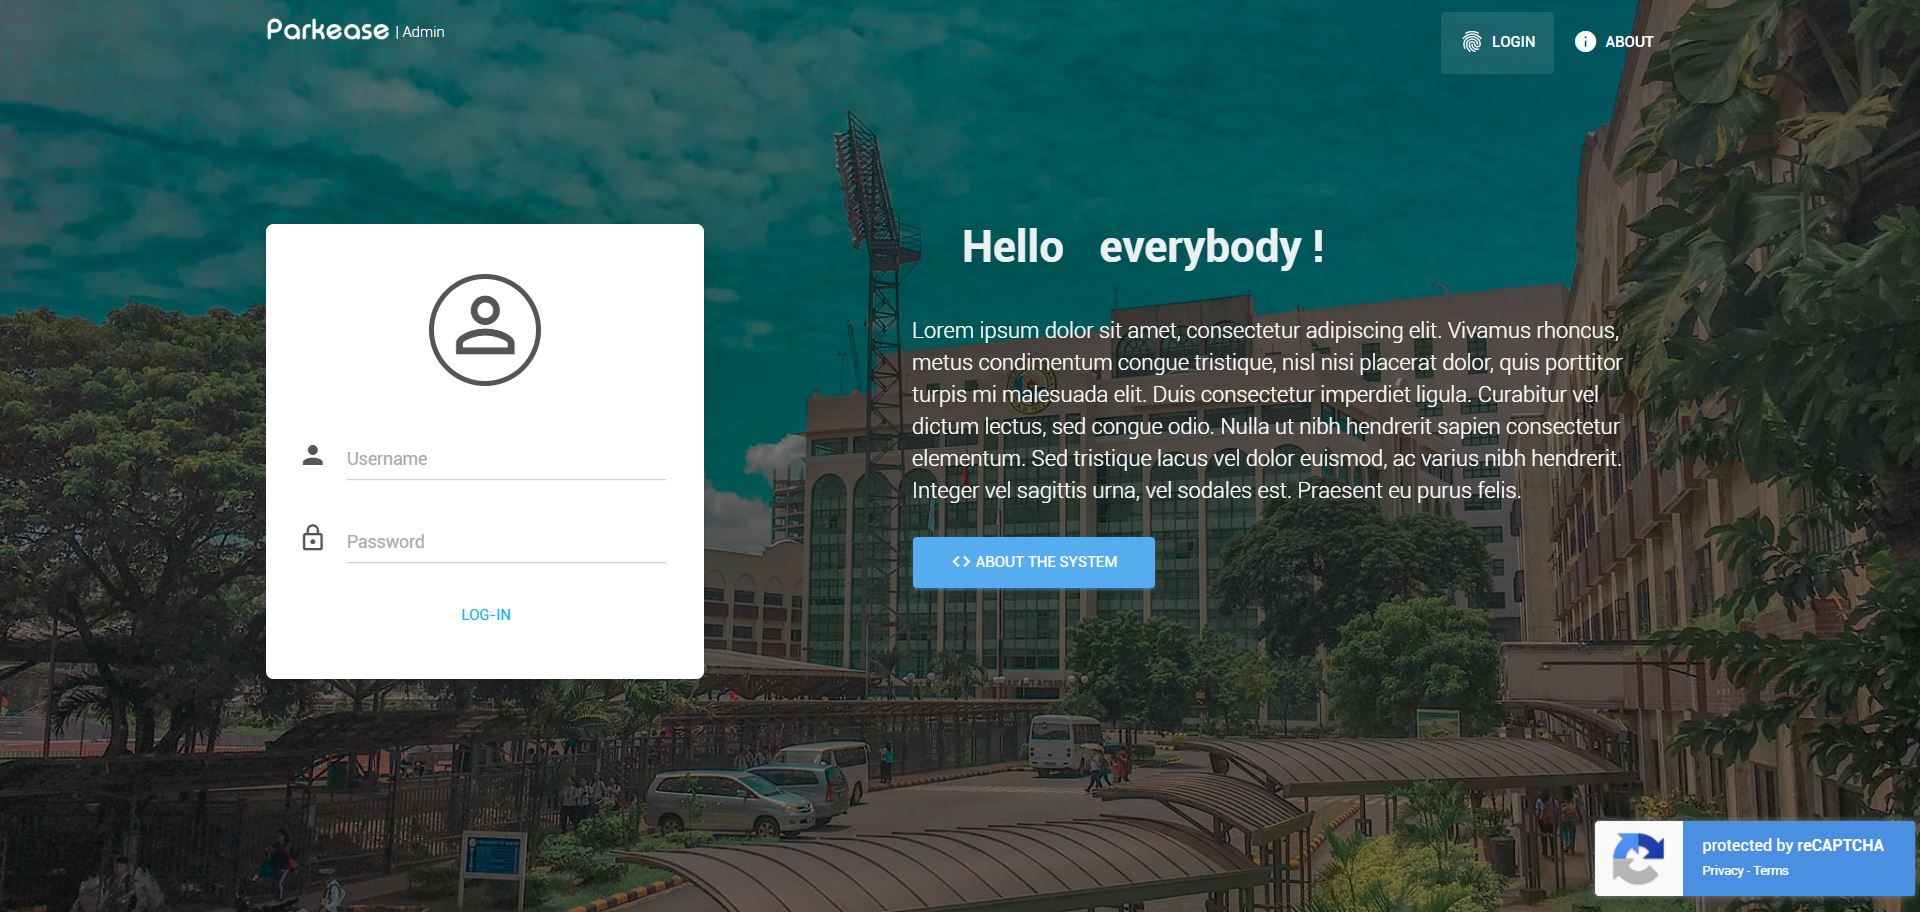 Parkease | Admin
LOGIN
ABOUT
Hello everybody !
Lorem ipsum dolor sit amet, consectetur adipiscing elit. Vivamus rhoncus,
metus condimentum congue tristique, nisl nisi placerat dolor, quis porttitor
turpis mi malesuada elit. Duis consectetur imperdiet ligula. Curabitur vel
dictum lectus, sed congue odio. Nulla ut nibh hendrerit sapien consectetur
elementum. Sed tristique lacus vel dolor euismod, ac varius nibh hendrerit.
Integer vel sagittis urna, vel sodales est. Praesent eu purus felis.
<> ABOUT THE SYSTEM
Username
Password
LOG-IN
protected by reCAPTCHA
Privacy - Terms